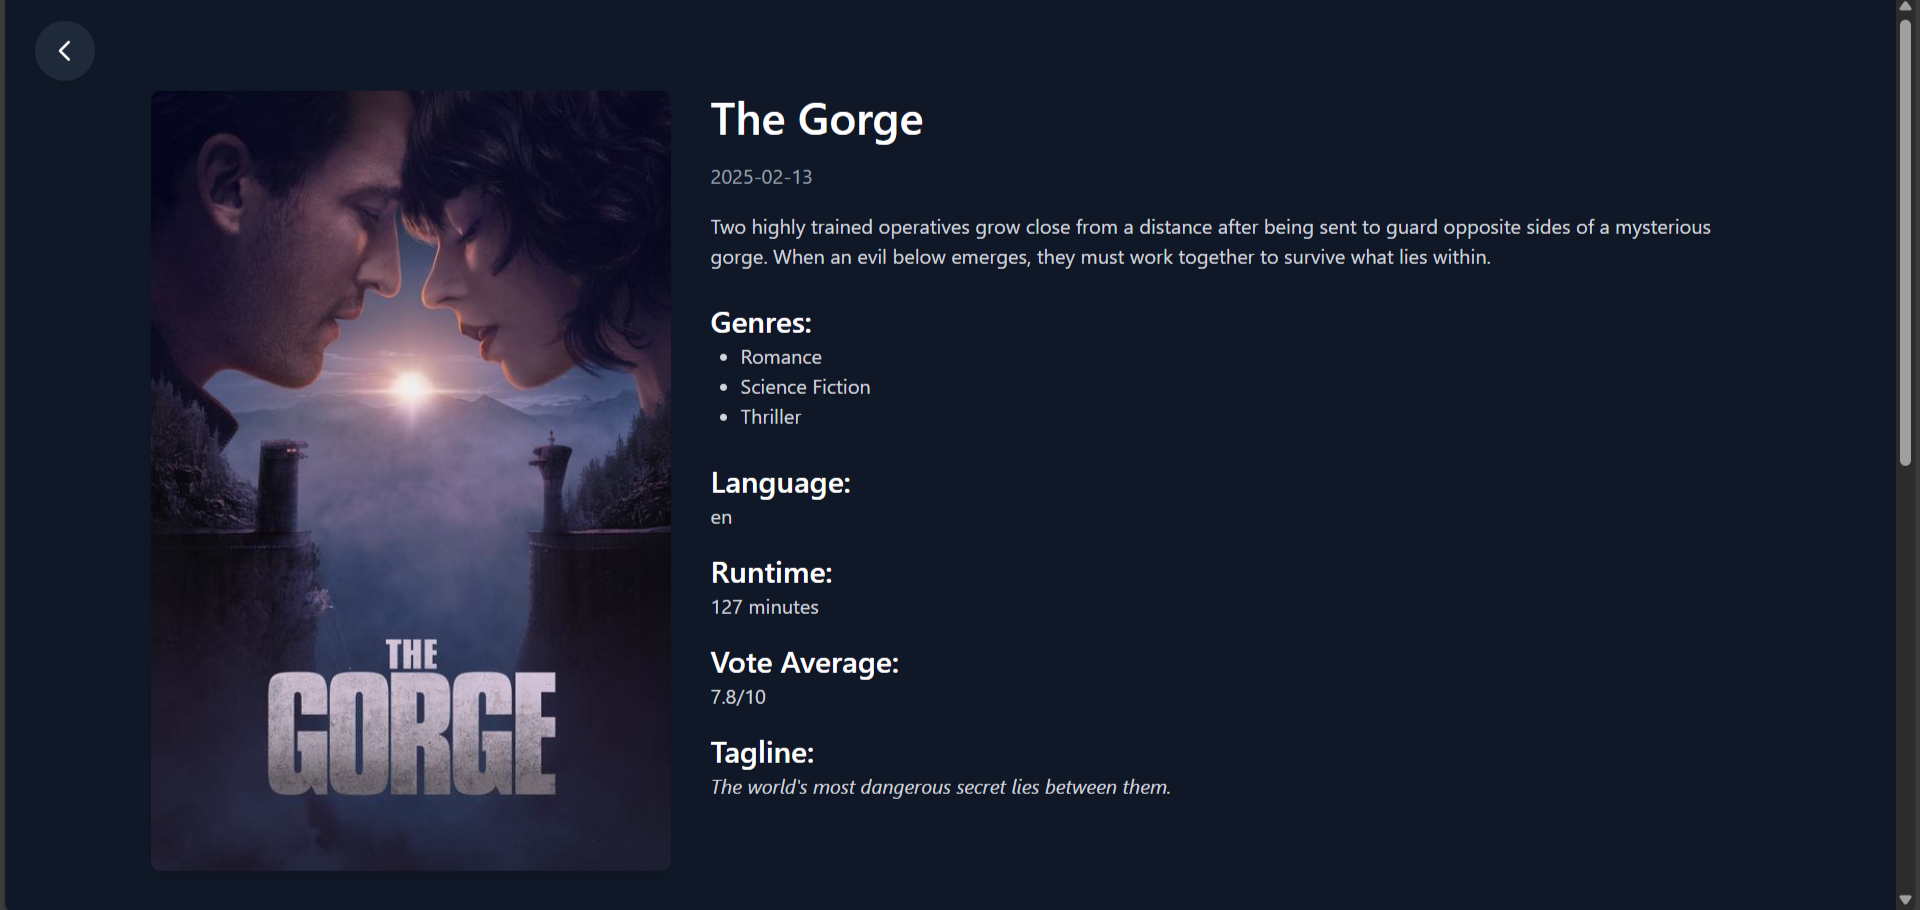 The Gorge
2025-02-13
Two highly trained operatives grow close from a distance after being sent to guard opposite sides of a mysterious
gorge. When an evil below emerges, they must work together to survive what lies within.
Genres:
• Romance
• Science Fiction
• Thriller
Language:
en
Runtime:
127 minutes
Vote Average:
7.8/10
Tagline:
The world's most dangerous secret lies between them.
THE
GORGE